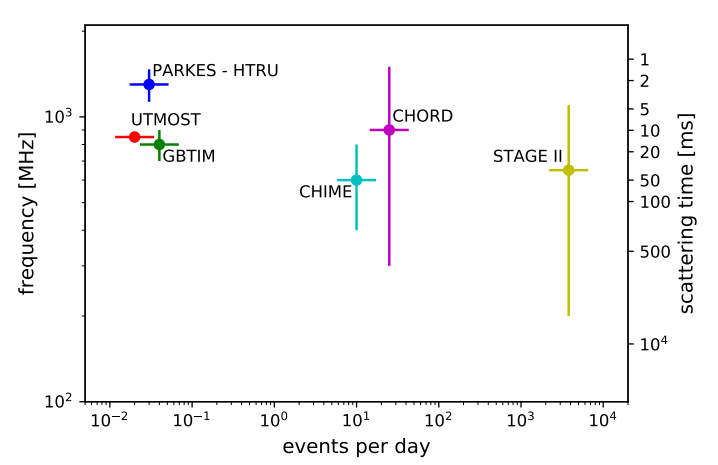 PARKES - HTRU
UTMOST
GBTIM
CHIME
CHORD
STAGE II
10³
10²
frequency [MHz]
1
2
5
10
20
50
100
500
10⁴
scattering time [ms]
10⁻² 10⁻¹ 10⁰ 10¹ 10² 10³ 10⁴
events per day